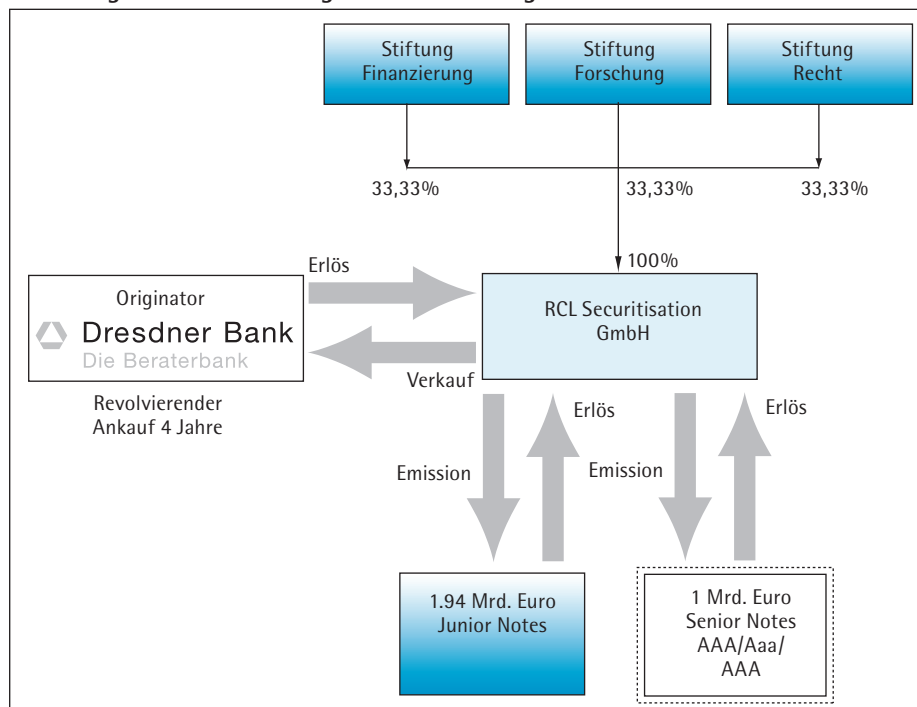 Stiftung
Finanzierung
Stiftung
Forschung
Stiftung
Recht
33,33%
33,33%
33,33%
100%
Erlös
Originator
Dresdner Bank
Die Beraterbank
RCL Securitisation
GmbH
Verkauf
Revolvierender
Ankauf 4 Jahre
Erlös
Erlös
Emission
Emission
1.94 Mrd. Euro
Junior Notes
1 Mrd. Euro
Senior Notes
AAA/Aaa/
AAA